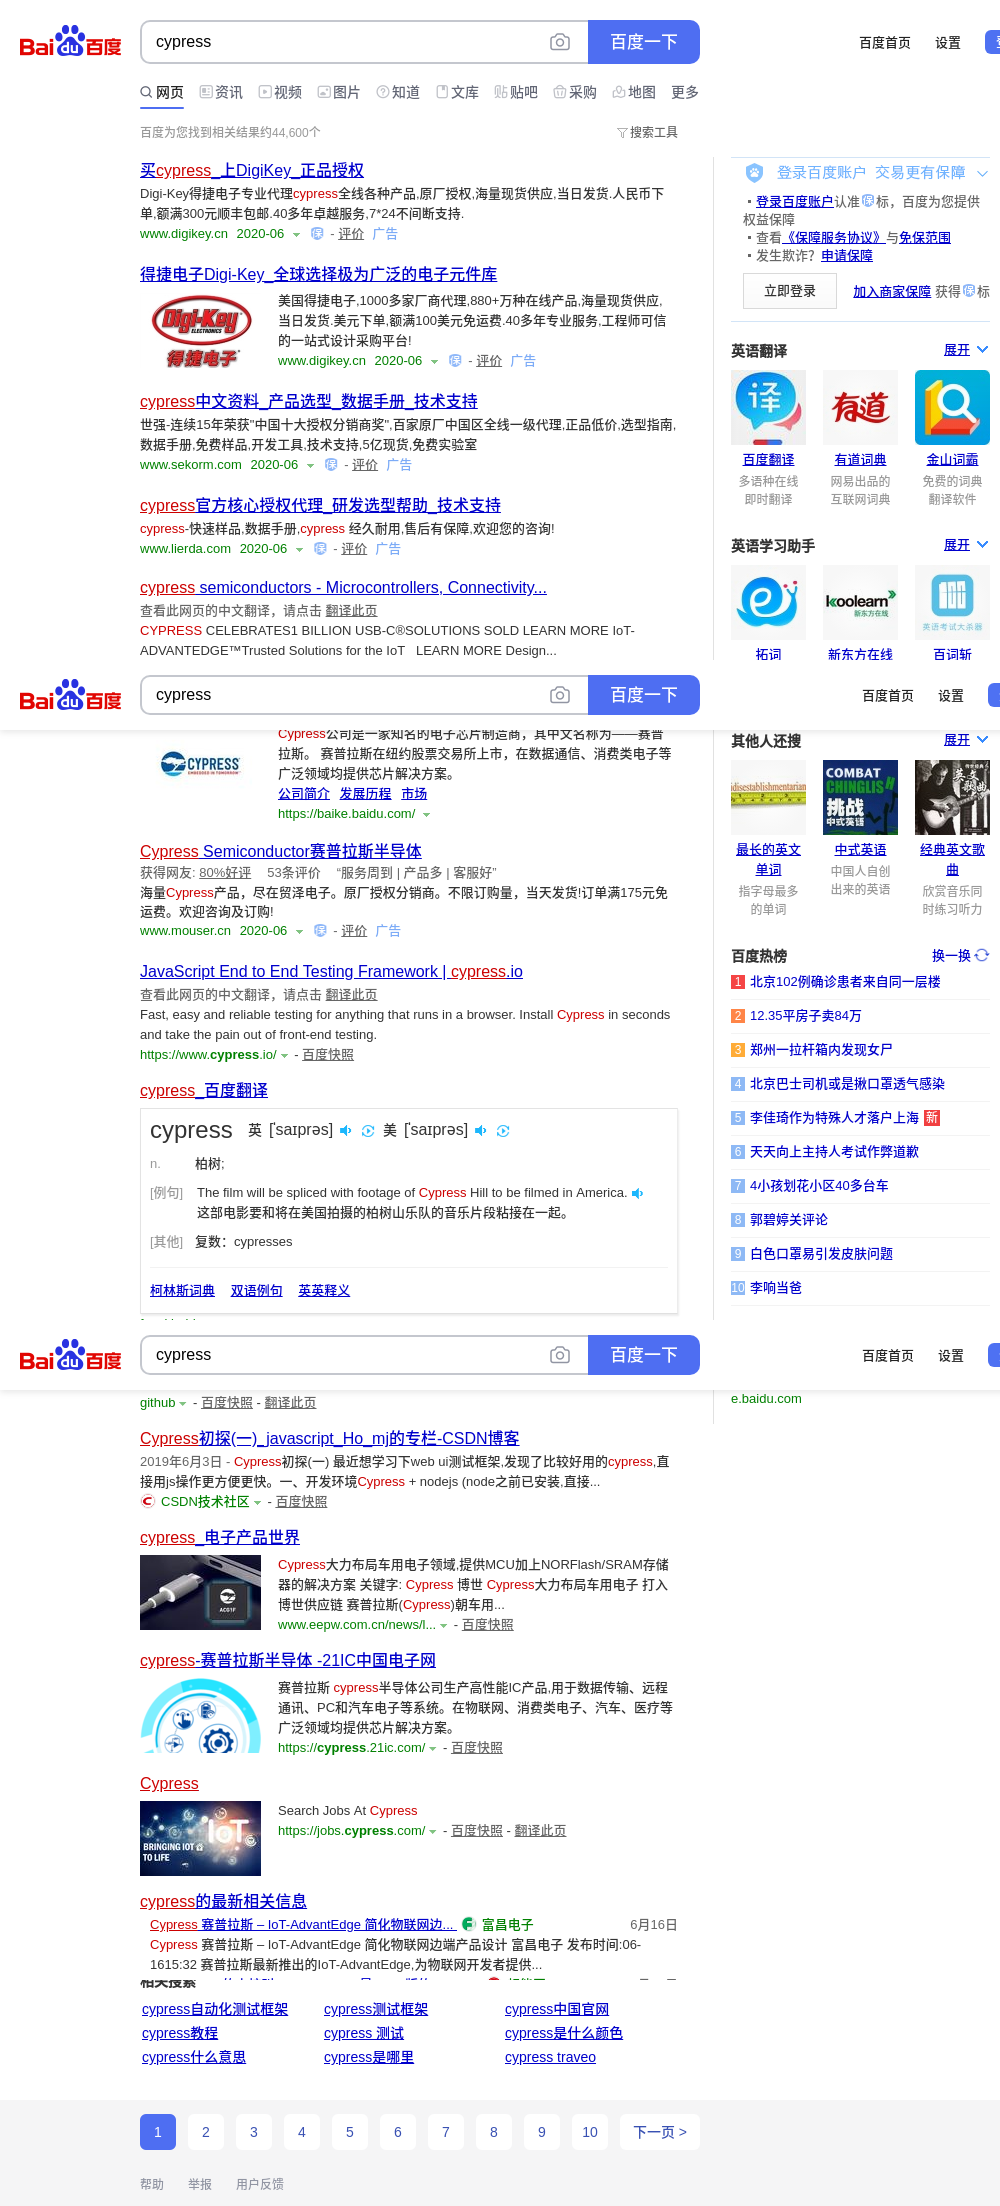 Bai du 百度
cypress
百度一下
百度首页 设置
网页 资讯 视频 图片 知道 文库 贴吧 采购 地图 更多
百度为您找到相关结果约44,600个
搜索工具
买cypress_上DigiKey_正品授权
Digi-Key得捷电子专业代理cypress全线各种产品,原厂授权,海量现货供应,当日发货.人民币下
单,额满300元顺丰包邮.40多年卓越服务,7*24不间断支持.
www.digikey.cn 2020-06 保 - 评价 广告
得捷电子Digi-Key_全球选择极为广泛的电子元件库
Digi-Key
ELECTRONICS
得捷电子
美国得捷电子,1000多家厂商代理,880+万种在线产品,海量现货供应,
当日发货.美元下单,额满100美元免运费.40多年专业服务,工程师可信
的一站式设计采购平台!
www.digikey.cn 2020-06 保 - 评价 广告
cypress中文资料_产品选型_数据手册_技术支持
世强-连续15年荣获"中国十大授权分销商奖",百家原厂中国区全线一级代理,正品低价,选型指南,
数据手册,免费样品,开发工具,技术支持,5亿现货,免费实验室
www.sekorm.com 2020-06 保 - 评价 广告
cypress官方核心授权代理_研发选型帮助_技术支持
cypress-快速样品,数据手册,cypress 经久耐用,售后有保障,欢迎您的咨询!
www.lierda.com 2020-06 保 - 评价 广告
cypress semiconductors - Microcontrollers, Connectivity...
查看此网页的中文翻译，请点击 翻译此页
CYPRESS CELEBRATES1 BILLION USB-C®SOLUTIONS SOLD LEARN MORE IoT-
ADVANTEDGE™Trusted Solutions for the IoT LEARN MORE Design...
登录百度账户 交易更有保障
·登录百度账户认准保标，百度为您提供
权益保障
·查看《保障服务协议》与免保范围
·发生欺诈？申请保障
立即登录
加入商家保障 获得保标
英语翻译
展开
译
有道
百度翻译 有道词典 金山词霸
多语种在线 网易出品的 免费的词典
即时翻译 互联网词典 翻译软件
英语学习助手
展开
koolearn
新东方在线
100
英语考试大杀器
拓词 新东方在线 百词斩
Bai du 百度
cypress
百度一下
百度首页 设置
CYPRESS
EMBEDDED IN TOMORROW
Cypress公司是一家知名的电子芯片制造商，其中文名称为——赛普
拉斯。 赛普拉斯在纽约股票交易所上市，在数据通信、消费类电子等
广泛领域均提供芯片解决方案。
公司简介 发展历程 市场
https://baike.baidu.com/
Cypress Semiconductor赛普拉斯半导体
获得网友: 80%好评 53条评价 “服务周到 | 产品多 | 客服好”
海量Cypress产品，尽在贸泽电子。原厂授权分销商。不限订购量，当天发货!订单满175元免
运费。欢迎咨询及订购!
www.mouser.cn 2020-06 保 - 评价 广告
JavaScript End to End Testing Framework | cypress.io
查看此网页的中文翻译，请点击 翻译此页
Fast, easy and reliable testing for anything that runs in a browser. Install Cypress in seconds
and take the pain out of front-end testing.
https://www.cypress.io/ - 百度快照
cypress_百度翻译
cypress 英 ['saɪprəs] 美 ['saɪprəs]
n. 柏树;
[例句] The film will be spliced with footage of Cypress Hill to be filmed in America.
这部电影要和将在美国拍摄的柏树山乐队的音乐片段粘接在一起。
[其他] 复数：cypresses
柯林斯词典 双语例句 英英释义
其他人还搜
展开
idisestablishmentarian
COMBAT
CHINGLISH
挑战
中式英语
英文歌曲
最长的英文 中式英语 经典英文歌
单词 曲
指字母最多 中国人自创 欣赏音乐同
的单词 出来的英语 时练习听力
百度热榜
换一换
1 北京102例确诊患者来自同一层楼
2 12.35平房子卖84万
3 郑州一拉杆箱内发现女尸
4 北京巴士司机或是揪口罩透气感染
5 李佳琦作为特殊人才落户上海 新
6 天天向上主持人考试作弊道歉
7 4小孩划花小区40多台车
8 郭碧婷关评论
9 白色口罩易引发皮肤问题
10 李响当爸
Bai du 百度
cypress
百度一下
百度首页 设置
github - 百度快照 - 翻译此页
e.baidu.com
Cypress初探(一)_javascript_Ho_mj的专栏-CSDN博客
2019年6月3日 - Cypress初探(一) 最近想学习下web ui测试框架,发现了比较好用的cypress,直
接用js操作更方便更快。一、开发环境Cypress + nodejs (node之前已安装,直接...
CSDN技术社区 - 百度快照
cypress_电子产品世界
ACG1F
Cypress大力布局车用电子领域,提供MCU加上NORFlash/SRAM存储
器的解决方案 关键字: Cypress 博世 Cypress大力布局车用电子 打入
博世供应链 赛普拉斯(Cypress)朝车用...
www.eepw.com.cn/news/l... - 百度快照
cypress-赛普拉斯半导体 -21IC中国电子网
赛普拉斯 cypress半导体公司生产高性能IC产品,用于数据传输、远程
通讯、PC和汽车电子等系统。在物联网、消费类电子、汽车、医疗等
广泛领域均提供芯片解决方案。
https://cypress.21ic.com/ - 百度快照
Cypress
IoT
BRINGING IOT
TO LIFE
Search Jobs At Cypress
https://jobs.cypress.com/ - 百度快照 - 翻译此页
cypress的最新相关信息
Cypress 赛普拉斯 – IoT-AdvantEdge 简化物联网边... 富昌电子 6月16日
Cypress 赛普拉斯 – IoT-AdvantEdge 简化物联网边端产品设计 富昌电子 发布时间:06-
1615:32 赛普拉斯最新推出的IoT-AdvantEdge,为物联网开发者提供...
相关搜索
cypress自动化测试框架 cypress测试框架 cypress中国官网
cypress教程 cypress 测试 cypress是什么颜色
cypress什么意思 cypress是哪里 cypress traveo
1 2 3 4 5 6 7 8 9 10 下一页 >
帮助 举报 用户反馈